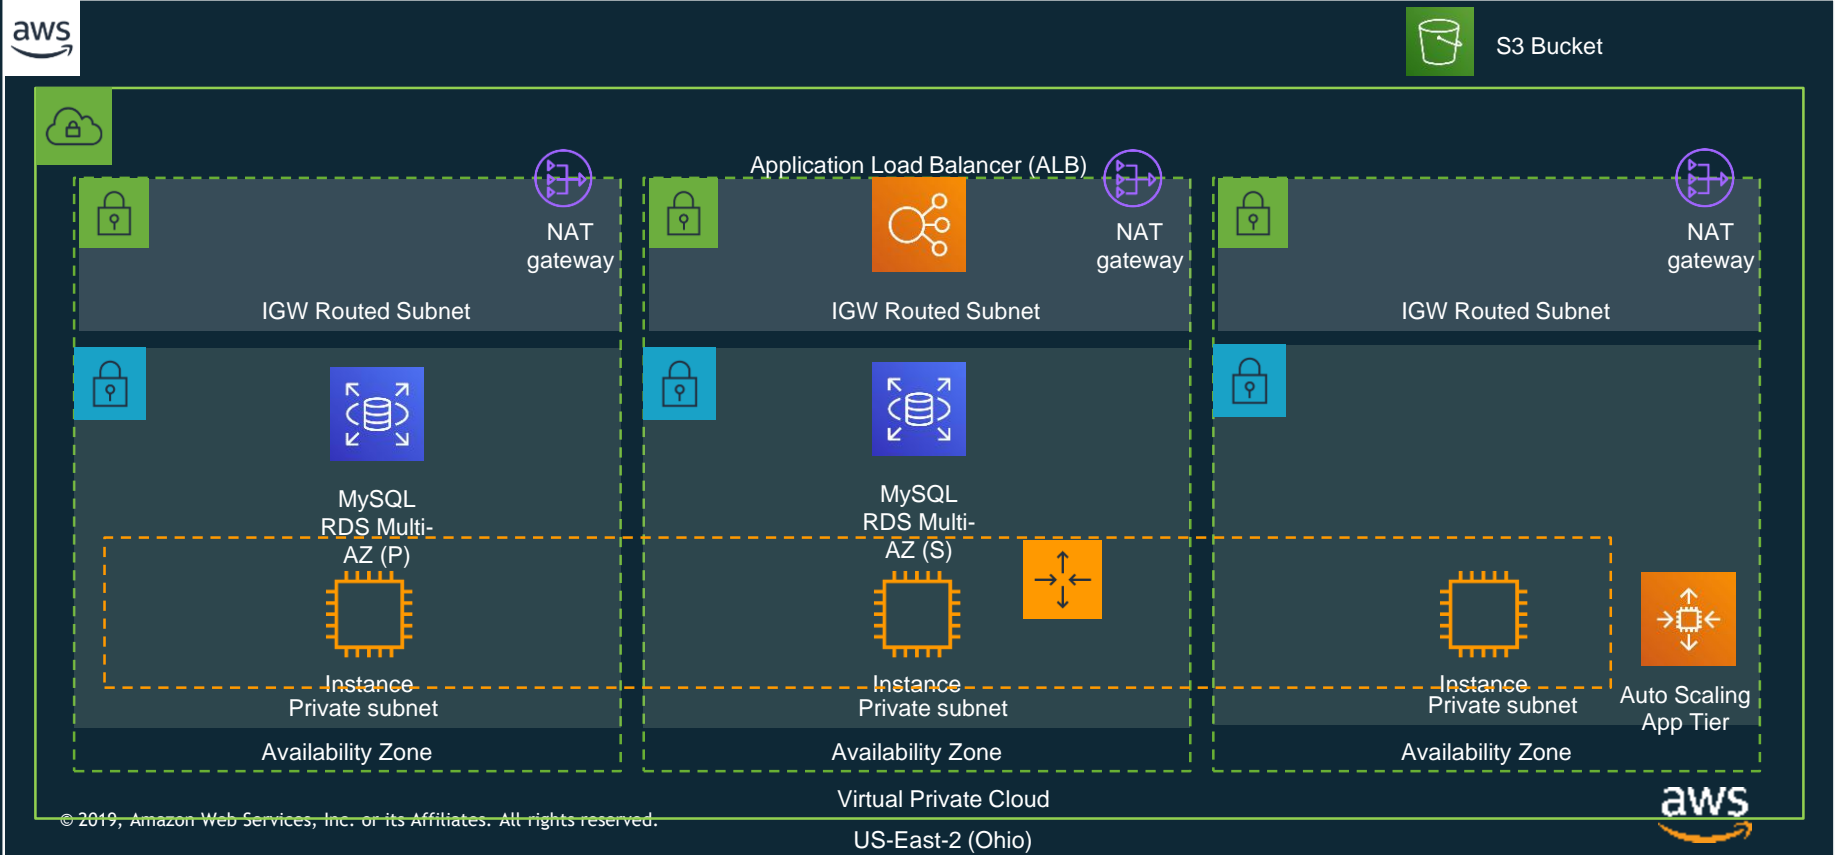 aws
S3 Bucket
Application Load Balancer (ALB)
NAT
gateway
NAT
gateway
NAT
gateway
IGW Routed Subnet
IGW Routed Subnet
IGW Routed Subnet
MySQL
RDS Multi-
AZ (P)
MySQL
RDS Multi-
AZ (S)
Instance
Private subnet
Instance
Private subnet
Instance
Private subnet
Auto Scaling
App Tier
Availability Zone
Availability Zone
Availability Zone
Virtual Private Cloud
© 2019, Amazon Web Services, Inc. or its Affiliates. All rights reserved.
US-East-2 (Ohio)
aws